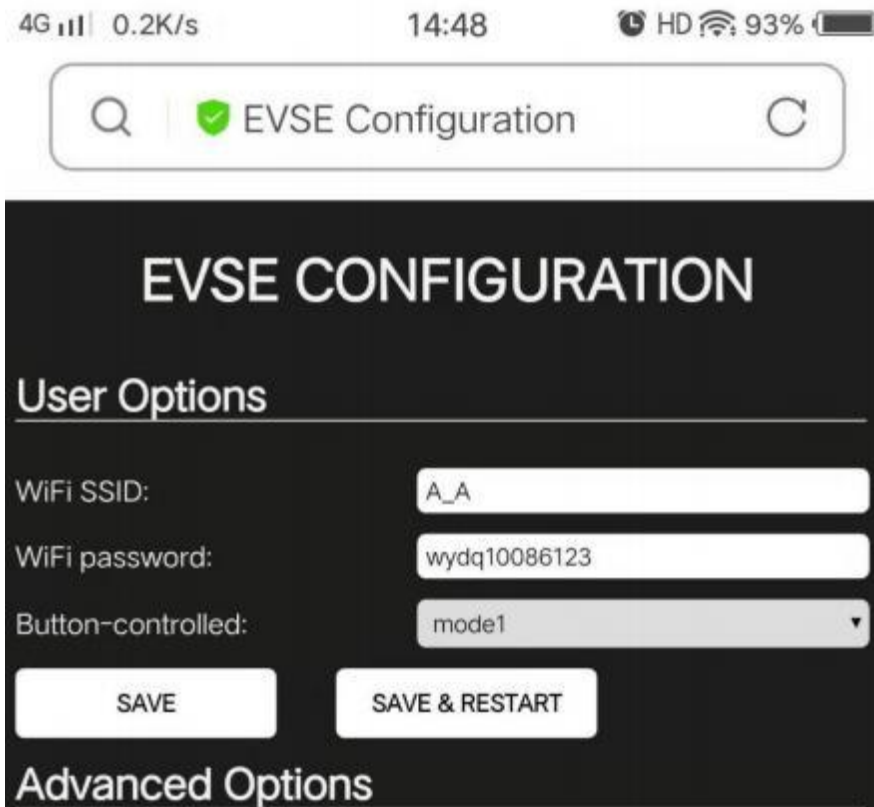 4G 0.2K/s 14:48 HD 93%
EVSE Configuration
EVSE CONFIGURATION
User Options
WiFi SSID: A_A
WiFi password: wydq10086123
Button-controlled: mode1
SAVE SAVE & RESTART
Advanced Options